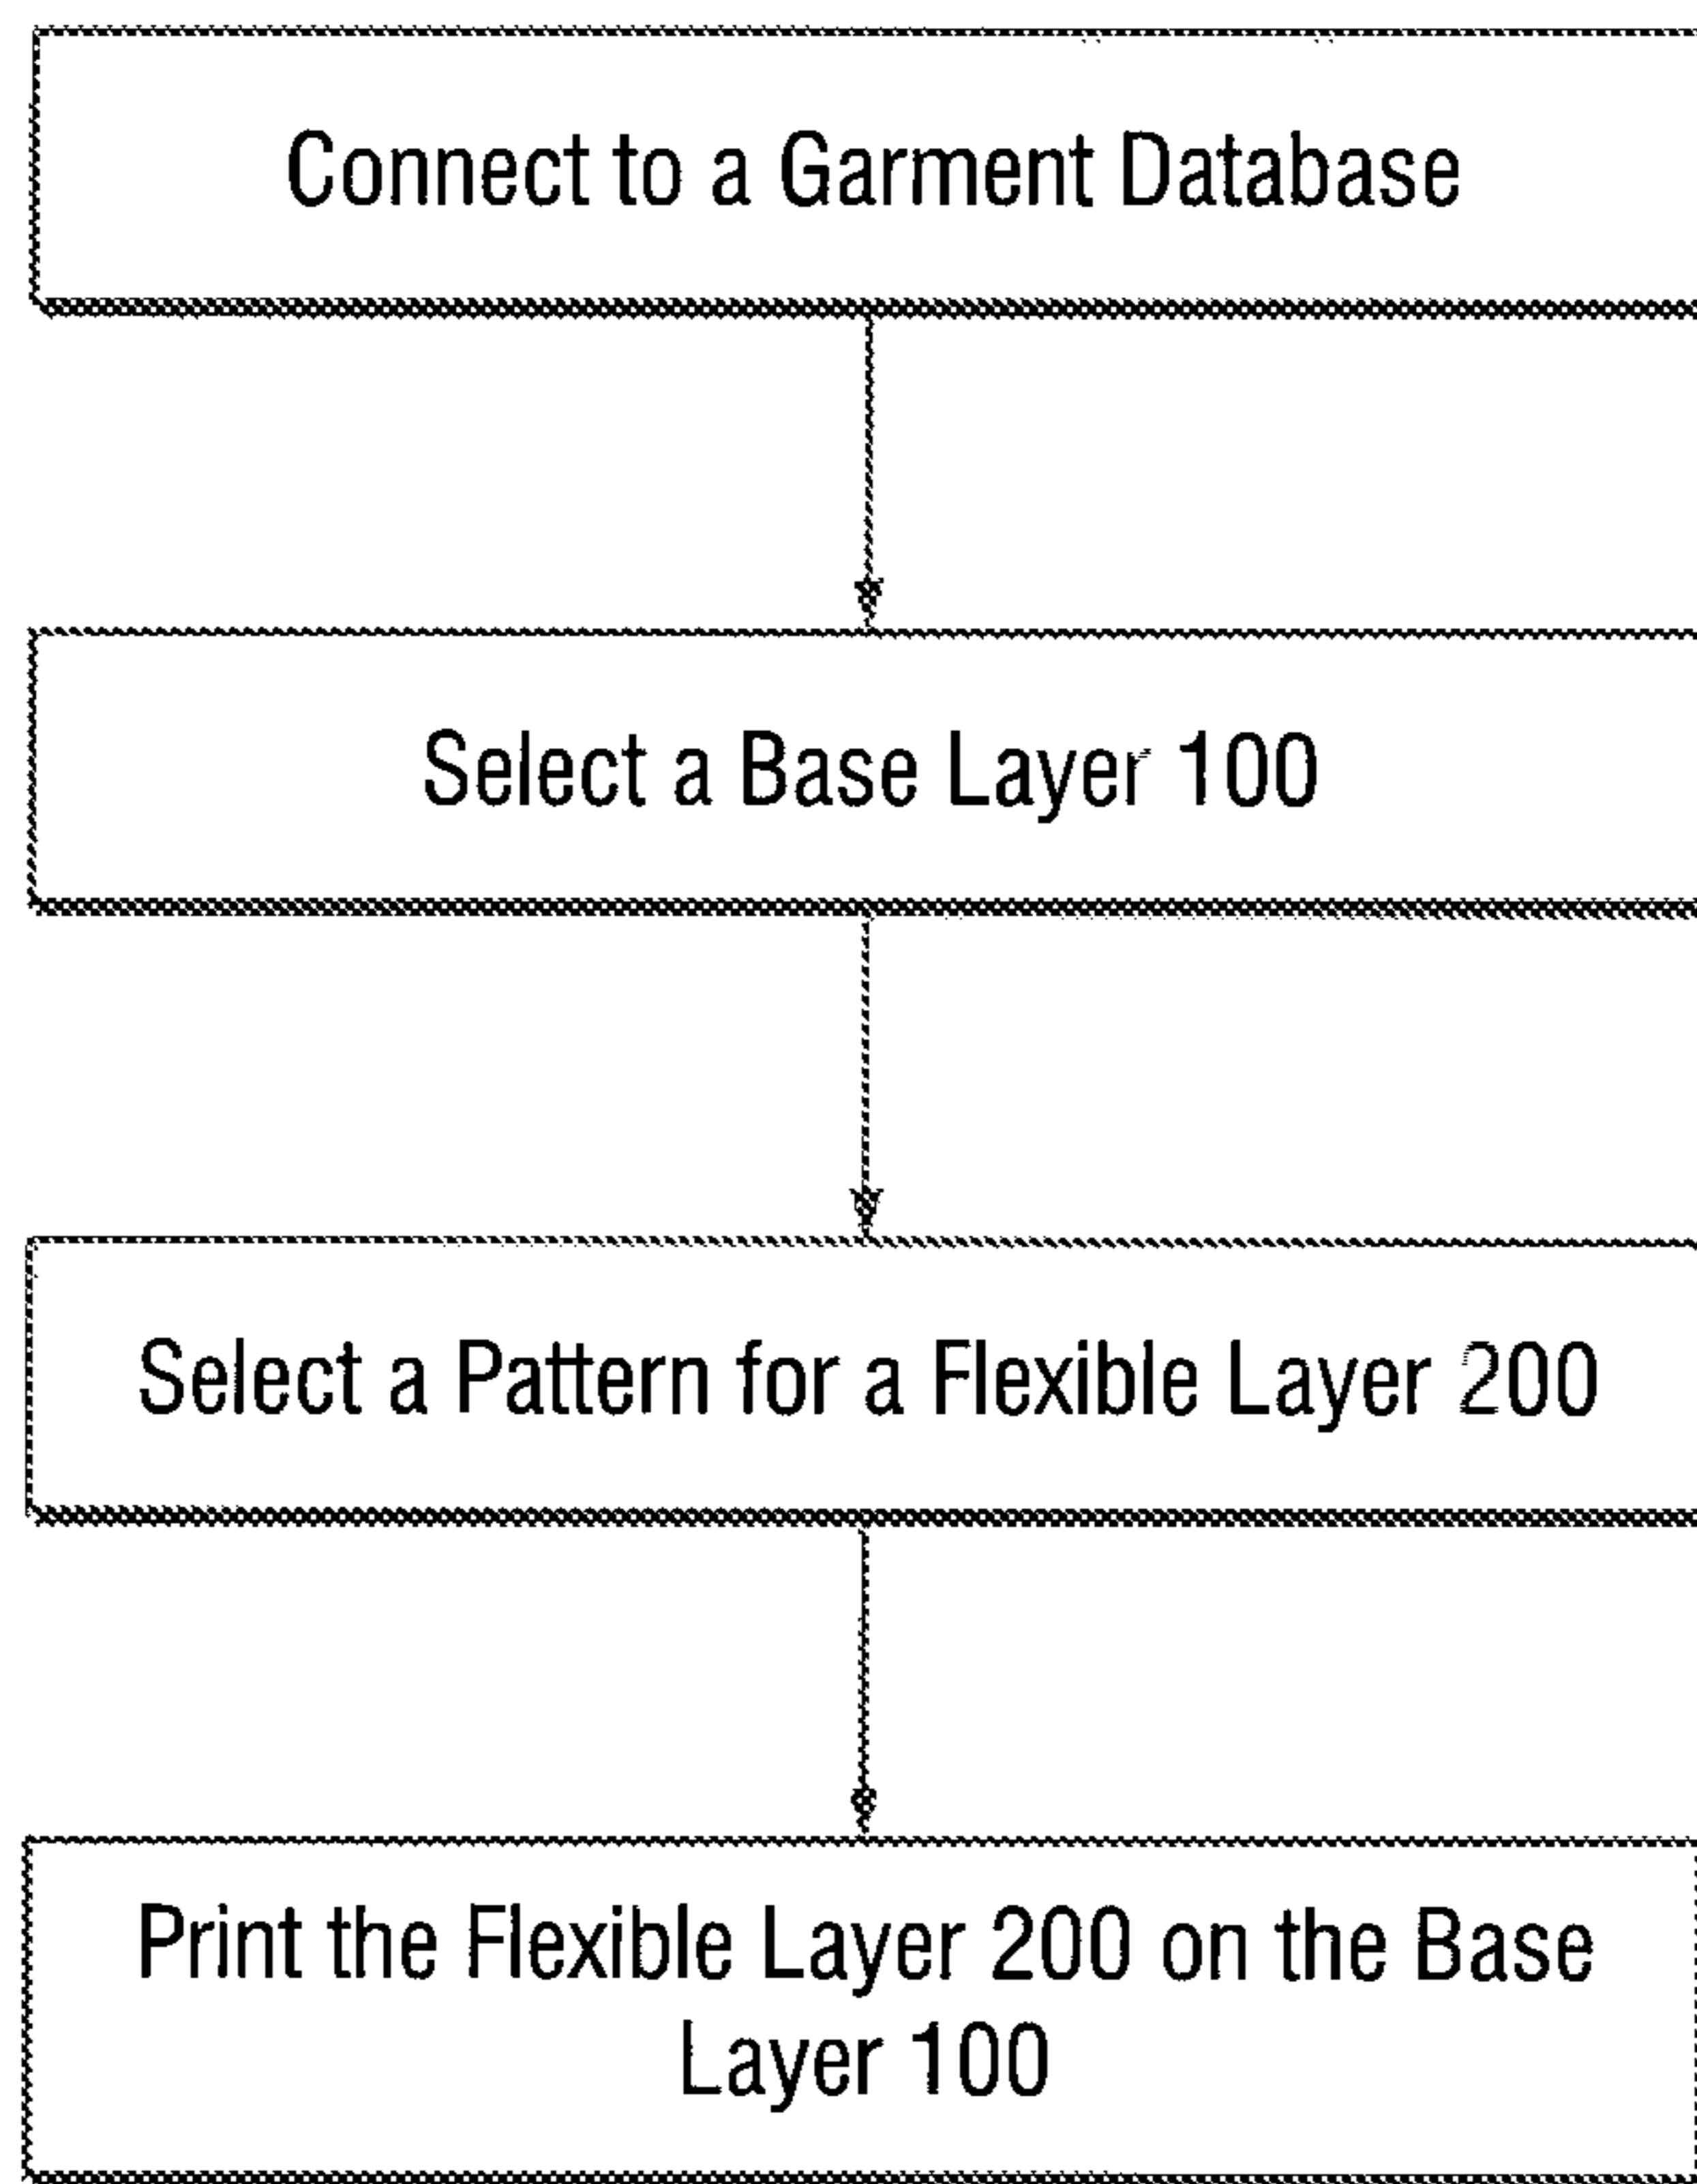 Connect to a Garment Database
Select a Base Layer 100
Select a Pattern for a Flexible Layer 200
Print the Flexible Layer 200 on the Base
Layer 100